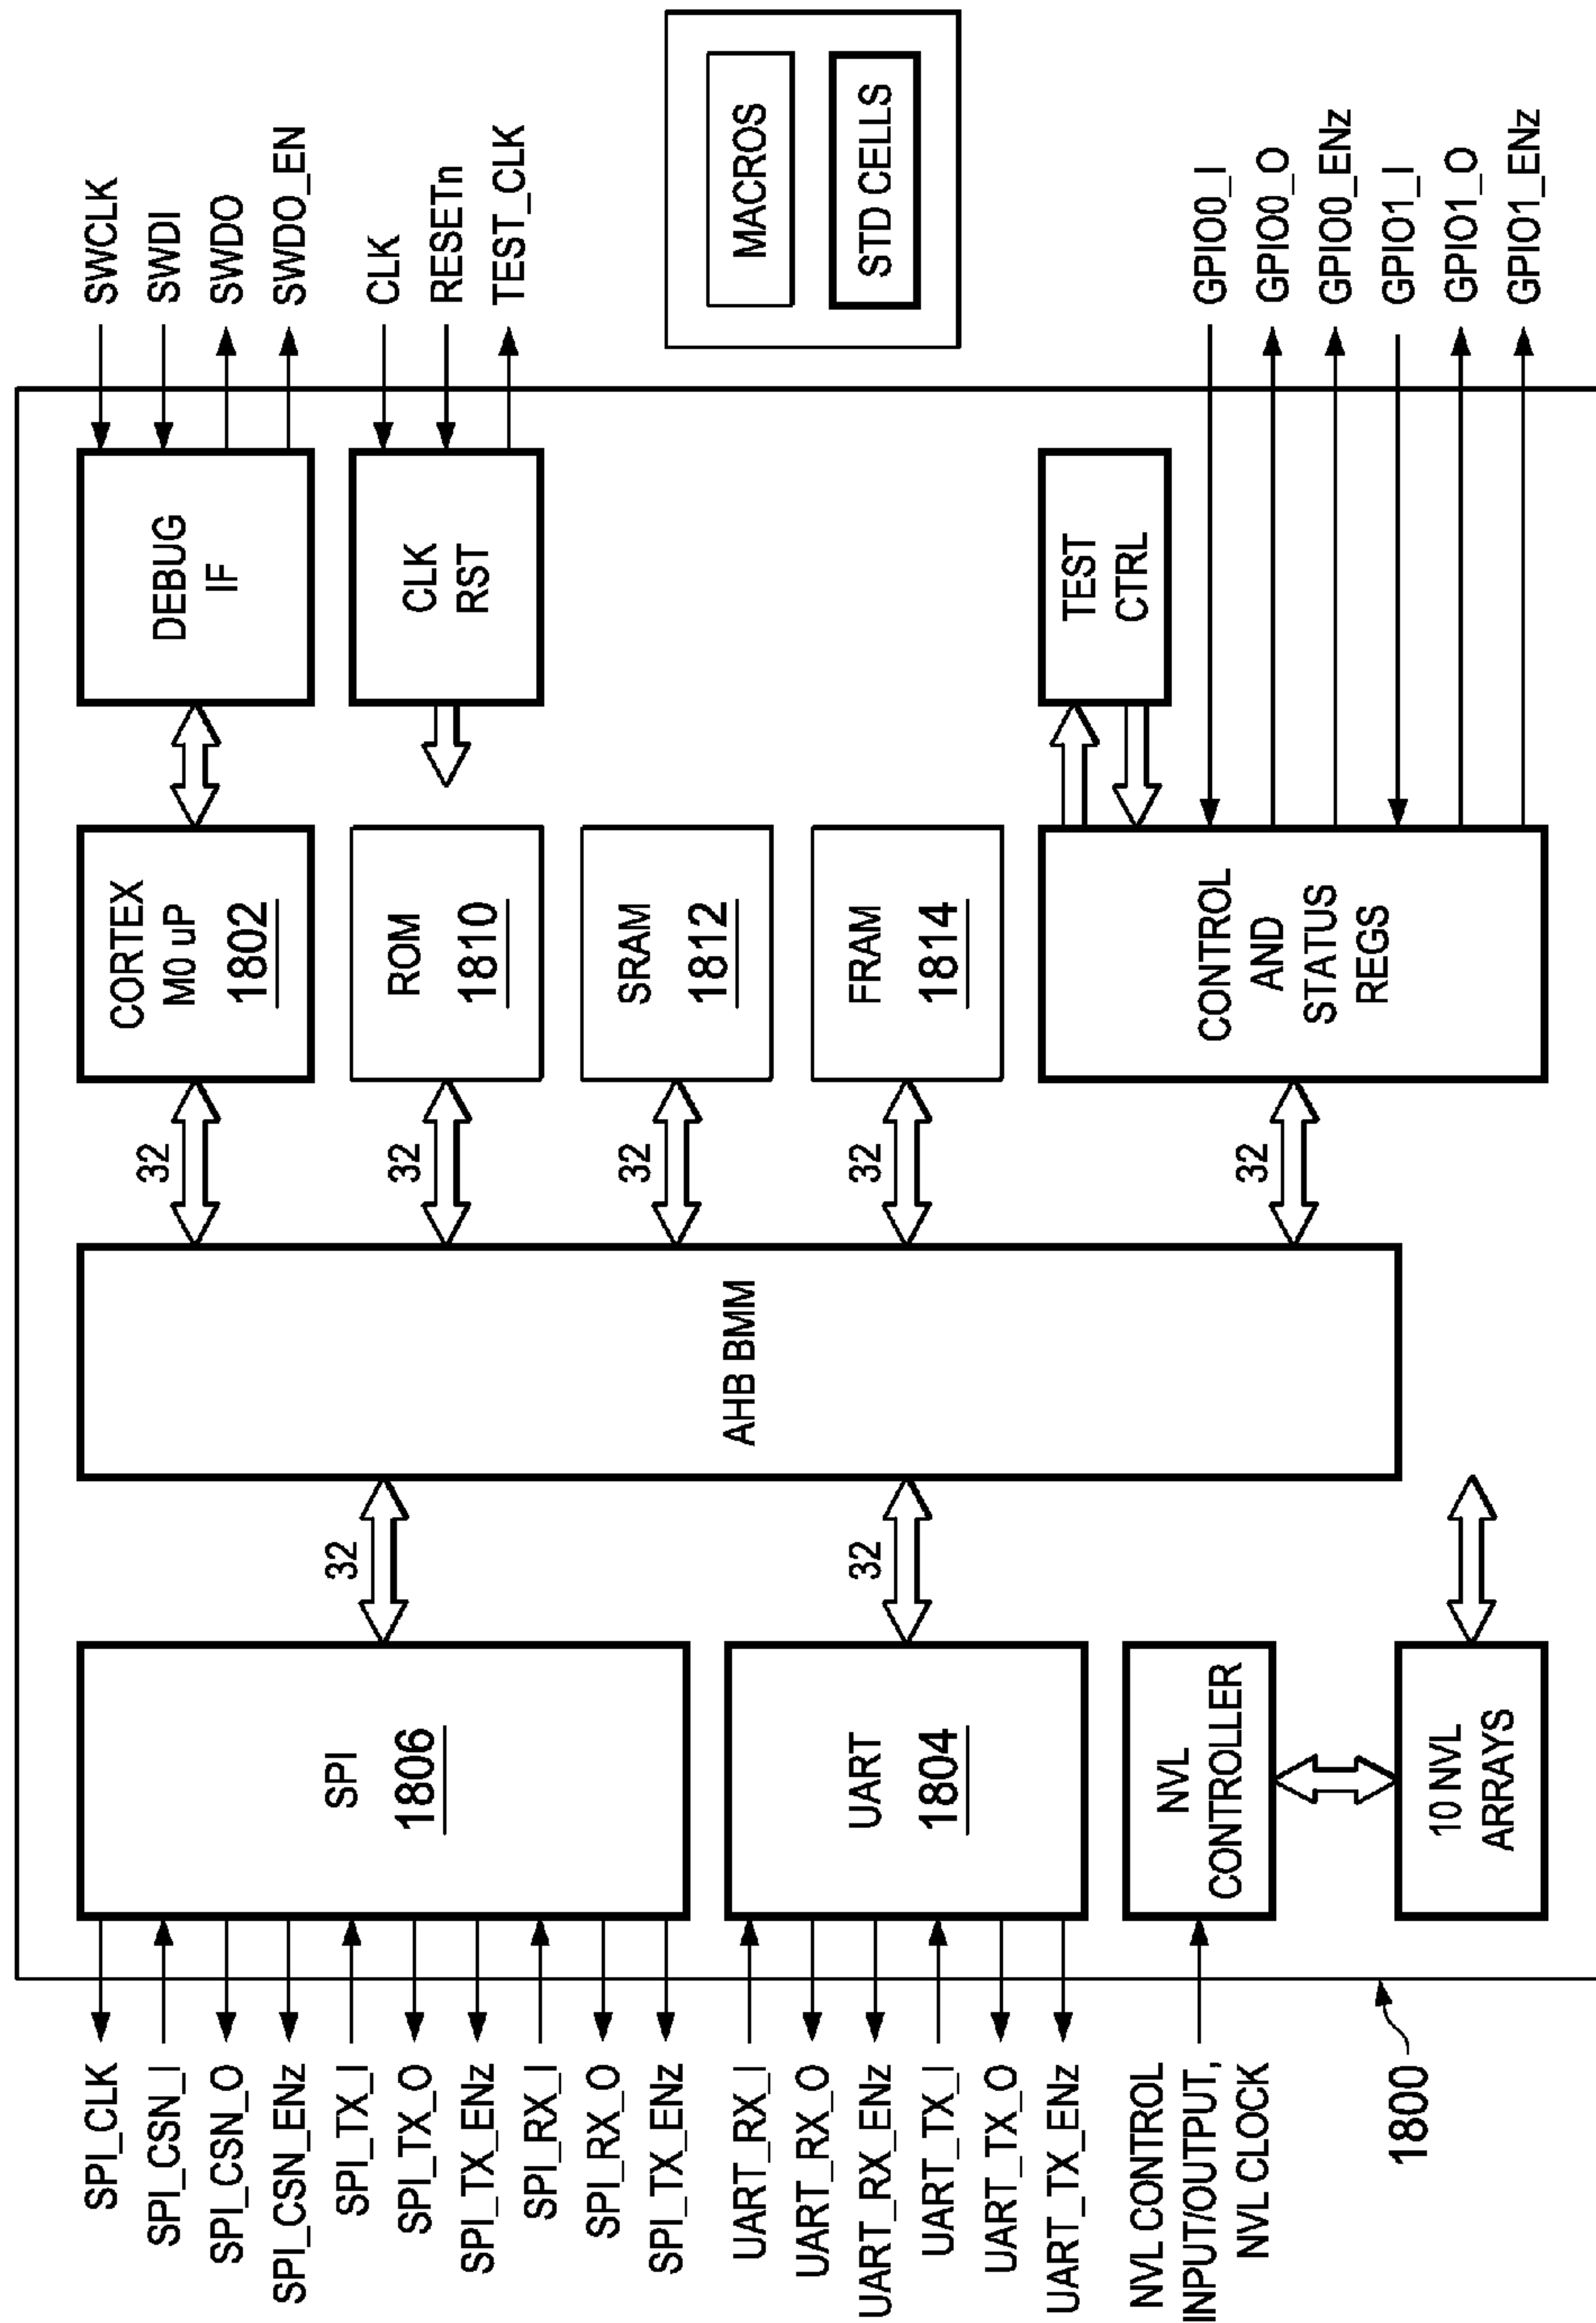 SPI_CLK
SPI_CSN_I
SPI_CSN_O
SPI_CSN_ENz
SPI_TX_I
SPI_TX_O
SPI_TX_ENz
SPI_RX_I
SPI_RX_O
SPI_TX_ENz
UART_RX_I
UART_RX_O
UART_RX_ENz
UART_TX_I
UART_TX_O
UART_TX_ENz
NVL CONTROL
INPUT/OUTPUT,
NVL CLOCK
1800
SPI
1806
UART
1804
NVL
CONTROLLER
10 NVL
ARRAYS
32
32
AHB BMM
32
32
32
32
32
CORTEX
M0 uP
1802
ROM
1810
SRAM
1812
FRAM
1814
CONTROL
AND
STATUS
REGS
DEBUG
IF
CLK
RST
TEST
CTRL
SWCLK
SWDI
SWDO
SWDO_EN
CLK
RESETn
TEST_CLK
MACROS
STD CELLS
GPIO0_I
GPIO0_O
GPIO0_ENz
GPIO1_I
GPIO1_O
GPIO1_ENz